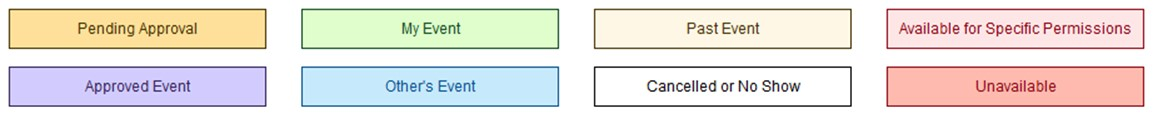 Pending Approval
My Event
Past Event
Available for Specific Permissions
Approved Event
Other's Event
Cancelled or No Show
Unavailable